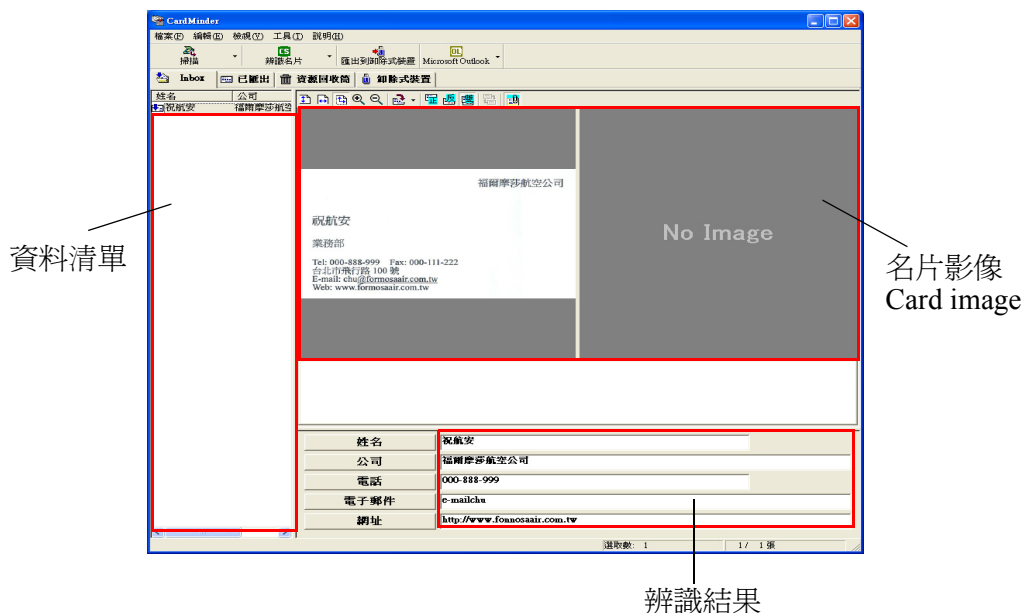 CardMinder
檔案(F) 編輯(E) 檢視(V) 工具(T) 說明(H)
掃描 辨識名片 匯出到卸除式裝置 Microsoft Outlook
Inbox 已匯出 資源回收筒 卸除式裝置
姓名 公司
祝航安 福爾摩莎航空
福爾摩莎航空公司
祝航安
業務部
Tel: 000-888-999 Fax: 000-111-222
台北市飛行路 100 號
E-mail: chu@formosaair.com.tw
Web: www.formosaair.com.tw
No Image
資料清單
名片影像
Card image
姓名 祝航安
公司 福爾摩莎航空公司
電話 000-888-999
電子郵件 e-mailchu
網址 http://www.fonnosaair.com.tw
選取數: 1 1 / 1 張
辨識結果